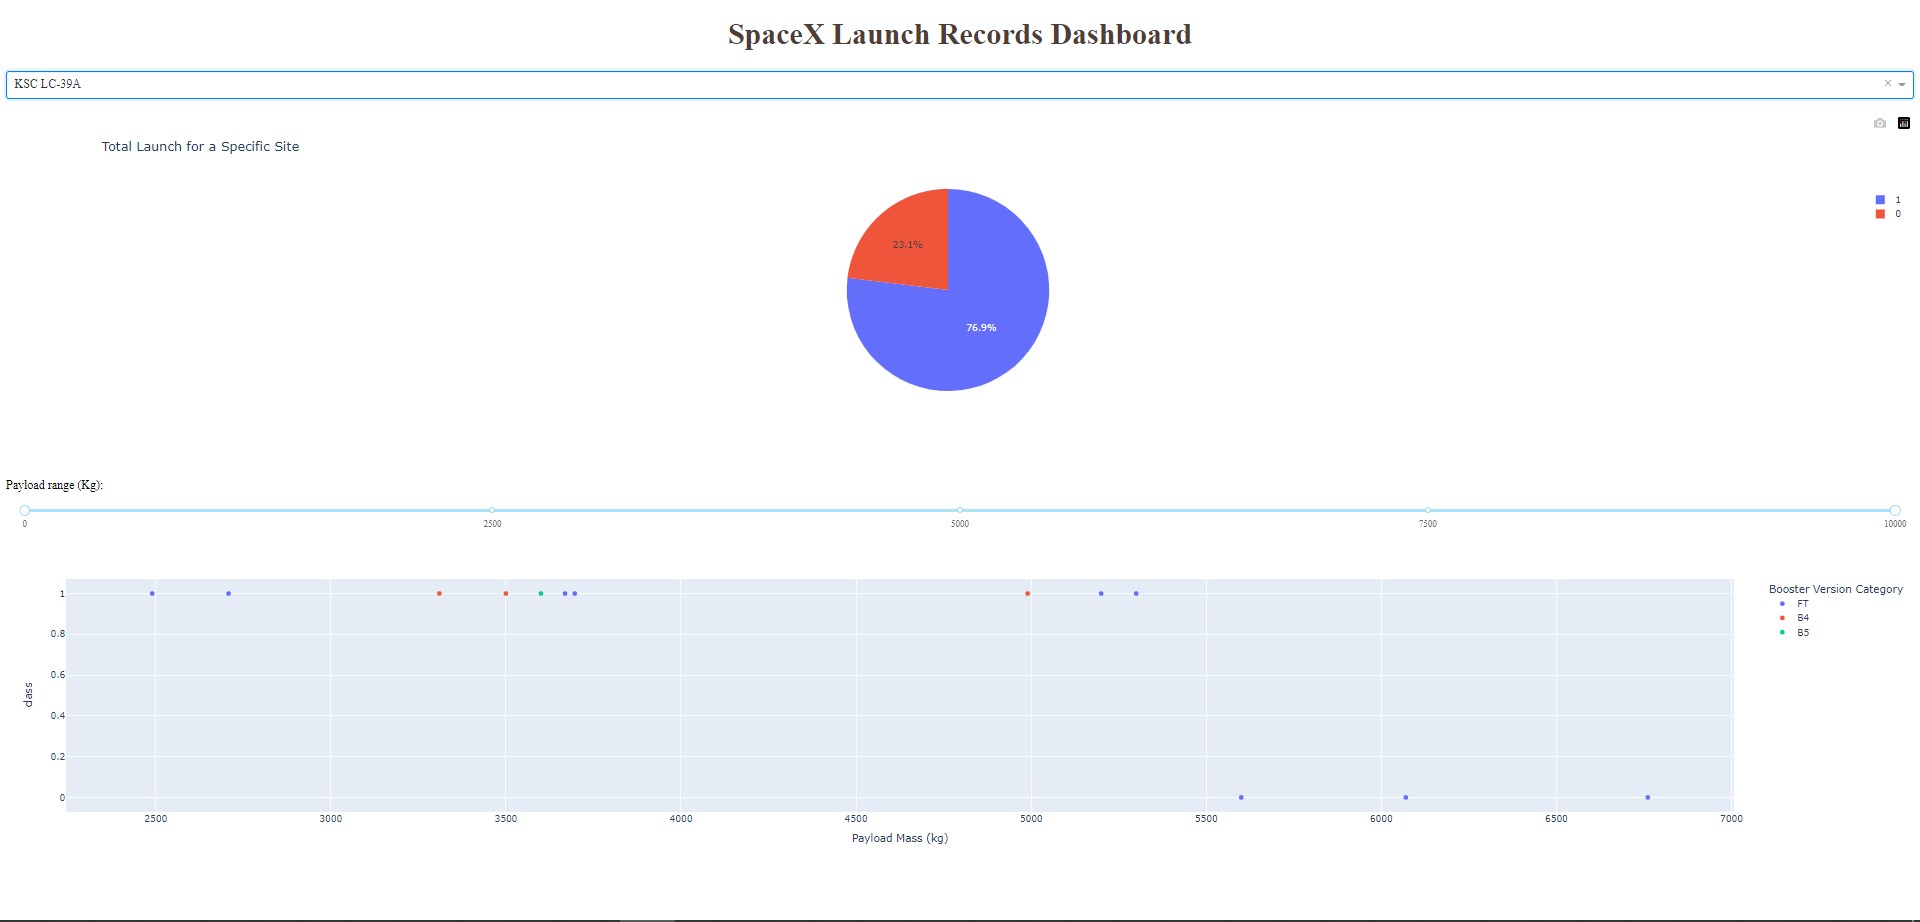 SpaceX Launch Records Dashboard
KSC LC-39A
Total Launch for a Specific Site
1
0
23.1%
76.9%
Payload range (Kg):
0 2500 5000 7500 10000
Booster Version Category
FT
B4
B5
1
0.8
0.6
0.4
0.2
0
class
2500 3000 3500 4000 4500 5000 5500 6000 6500 7000
Payload Mass (kg)